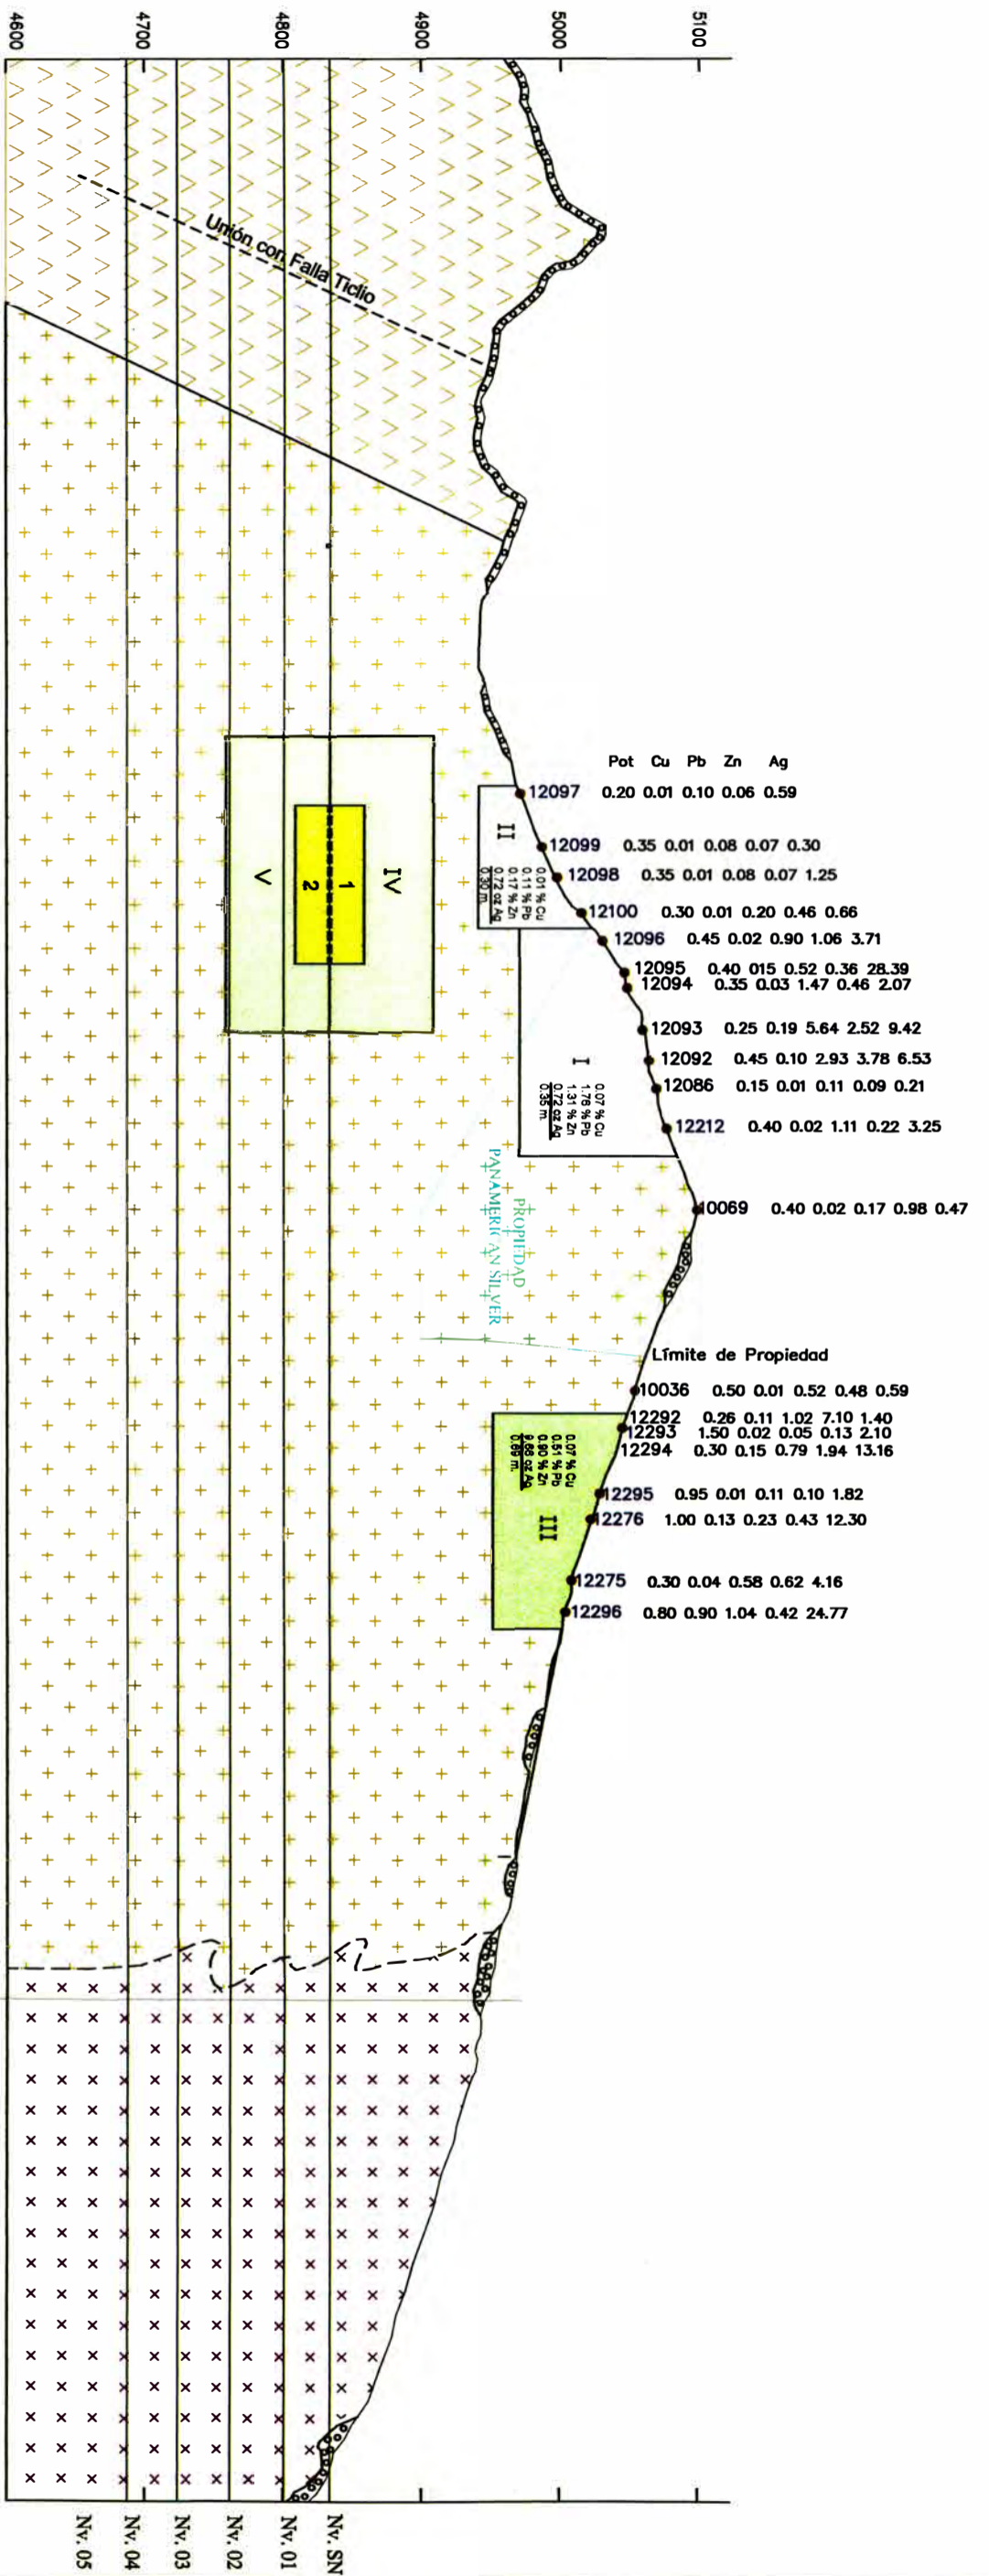 4600
4700
4800
4900
5000
5100
Unión con Falla Ticlio
Pot Cu Pb Zn Ag
12097 0.20 0.01 0.10 0.06 0.59
12099 0.35 0.01 0.08 0.07 0.30
12098 0.35 0.01 0.08 0.07 1.25
12100 0.30 0.01 0.20 0.46 0.66
12096 0.45 0.02 0.90 1.06 3.71
12095 0.40 015 0.52 0.36 28.39
12094 0.35 0.03 1.47 0.46 2.07
12093 0.25 0.19 5.64 2.52 9.42
12092 0.45 0.10 2.93 3.78 6.53
12086 0.15 0.01 0.11 0.09 0.21
12212 0.40 0.02 1.11 0.22 3.25
10069 0.40 0.02 0.17 0.98 0.47
II
0.01 % Cu
0.11 % Pb
0.17 % Zn
0.72 oz Ag
0.30 m.
IV
1
2
V
I
0.07 % Cu
1.78 % Pb
1.31 % Zn
0.72 oz Ag
0.35 m.
PROPIEDAD
PANAMERICAN SILVER
Límite de Propiedad
10036 0.50 0.01 0.52 0.48 0.59
12292 0.26 0.11 1.02 7.10 1.40
12293 1.50 0.02 0.05 0.13 2.10
12294 0.30 0.15 0.79 1.94 13.16
12295 0.95 0.01 0.11 0.10 1.82
12276 1.00 0.13 0.23 0.43 12.30
12275 0.30 0.04 0.58 0.62 4.16
12296 0.80 0.90 1.04 0.42 24.77
III
0.07 % Cu
0.51 % Pb
0.90 % Zn
Nv. SN
Nv. 01
Nv. 02
Nv. 03
Nv. 04
Nv. 05